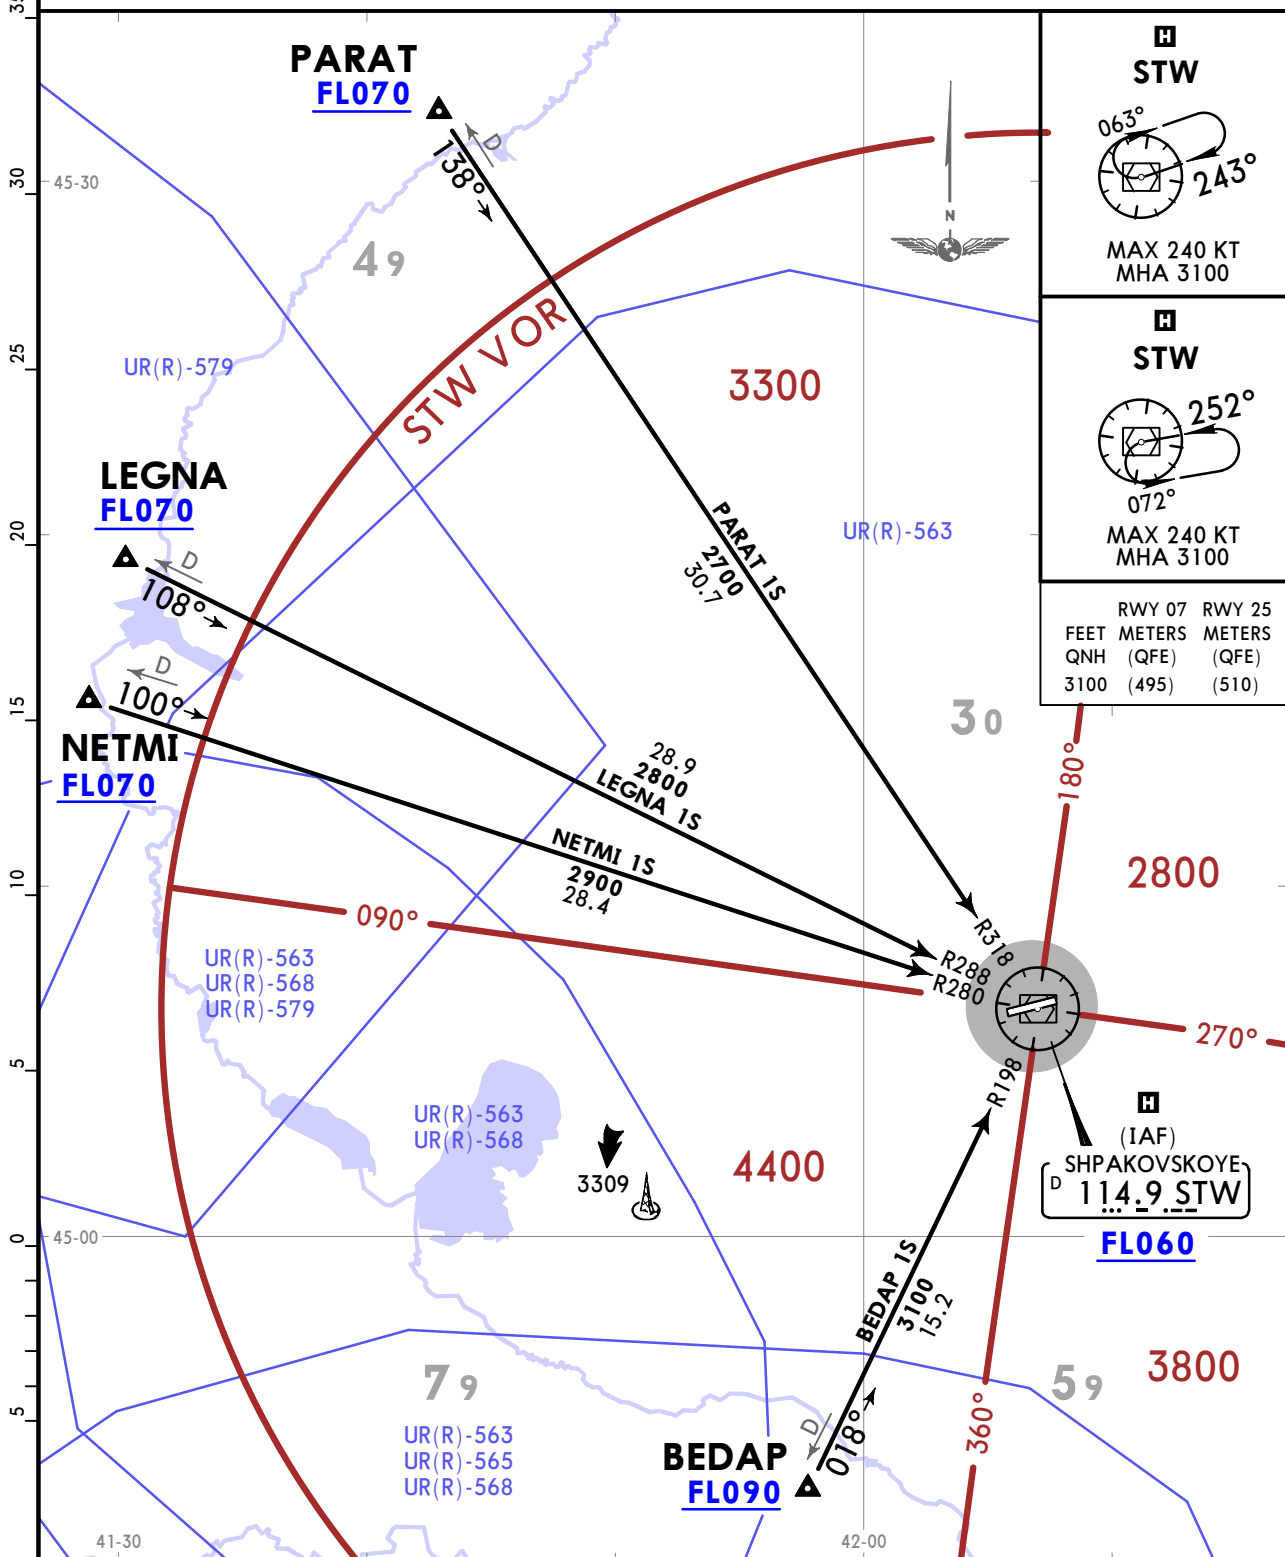 35
PARAT
FL070
138°
D
30
45-30
49
N
H
STW
063°
243°
MAX 240 KT
MHA 3100
H
STW
252°
072°
MAX 240 KT
MHA 3100
RWY 07 RWY 25
FEET METERS METERS
QNH (QFE) (QFE)
3100 (495) (510)
25
UR(R)-579
STW VOR
3300
LEGNA
FL070
D
108°
20
PARAT 1S
2700
30.7
UR(R)-563
D
100°
15
NETMI
FL070
30
28.9
2800
LEGNA 1S
180°
NETMI 1S
2900
28.4
10
2800
090°
R318
R288
R280
UR(R)-563
UR(R)-568
UR(R)-579
270°
5
R198
UR(R)-563
UR(R)-568
3309
4400
H
(IAF)
SHPAKOVSKOYE
D 114.9 STW
FL060
0
45-00
BEDAP 1S
3100
15.2
79
59
3800
5
UR(R)-563
UR(R)-565
UR(R)-568
D
018°
360°
BEDAP
FL090
41-30
42-00